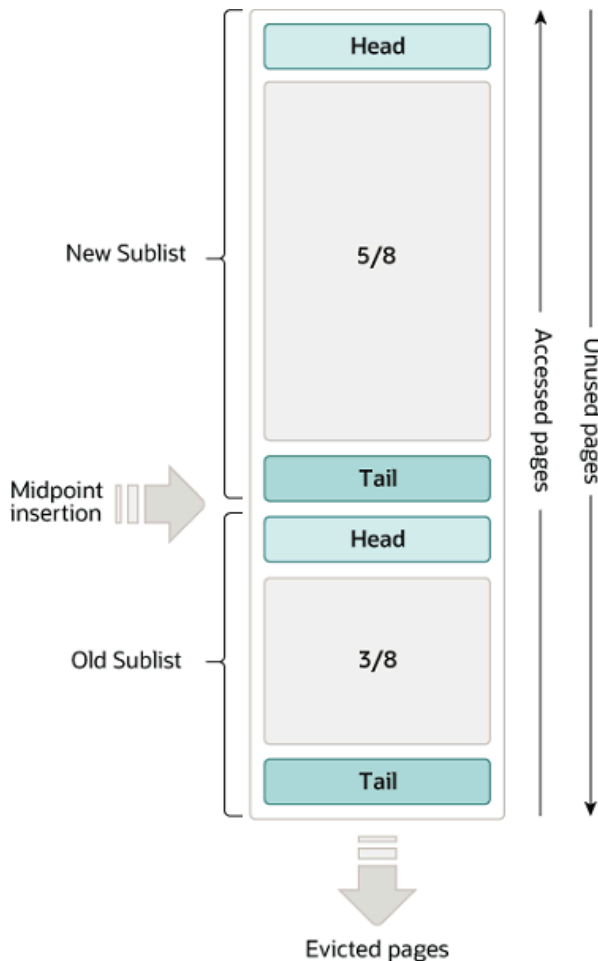 Head
New Sublist
5/8
Accessed pages
Unused pages
Tail
Midpoint
insertion
Head
Old Sublist
3/8
Tail
Evicted pages